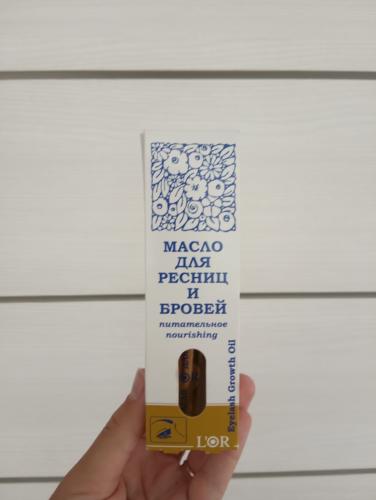 МАСЛО
ДЛЯ
РЕСНИЦ
И
БРОВЕЙ
питательное
nourishing
Eyelash Growth Oil
L'OR